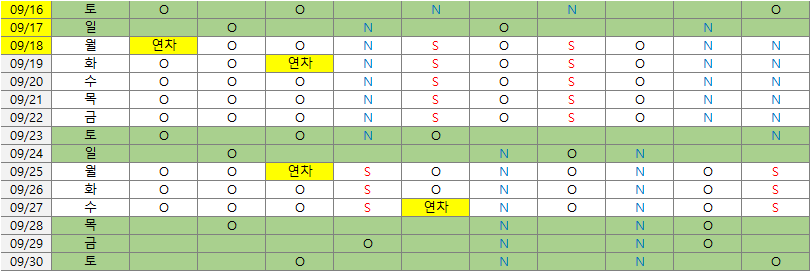 09/16 토 O O N N O
09/17 일 O N O N
09/18 월 연차 O O N S O S O N N
09/19 화 O O 연차 N S O S O N N
09/20 수 O O O N S O S O N N
09/21 목 O O O N S O S O N N
09/22 금 O O O N S O S O N N
09/23 토 O O N O N
09/24 일 O N O N
09/25 월 O O 연차 S O N O N O S
09/26 화 O O O S O N O N O S
09/27 수 O O O S 연차 N O N O S
09/28 목 O N N O
09/29 금 O N N O
09/30 토 O N N O